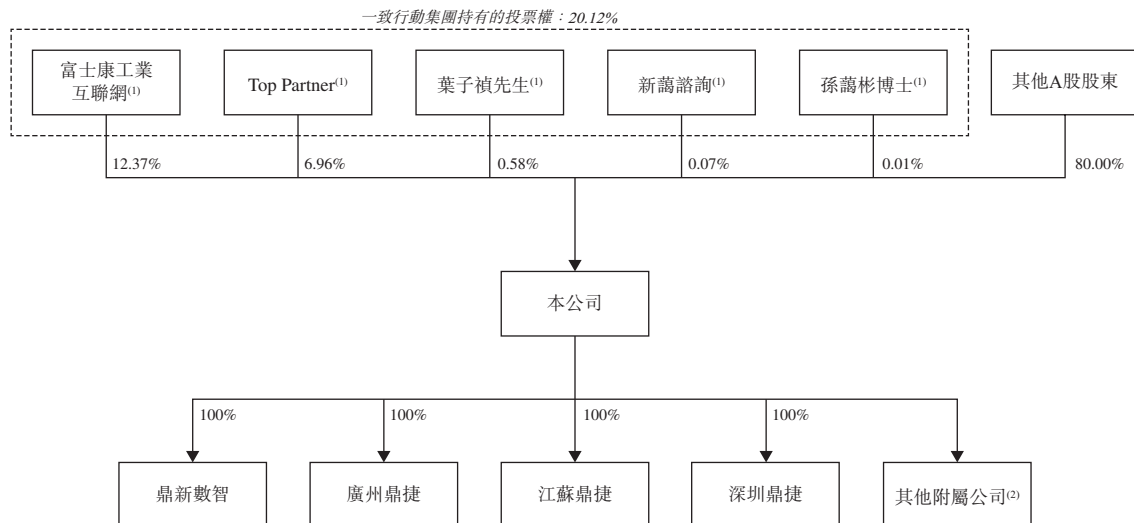 一致行動集團持有的投票權：20.12%
富士康工業
互聯網(1)
Top Partner(1)
葉子禎先生(1)
新藹諮詢(1)
孫藹彬博士(1)
其他A股股東
12.37%
6.96%
0.58%
0.07%
0.01%
80.00%
本公司
100%
100%
100%
100%
鼎新數智
廣州鼎捷
江蘇鼎捷
深圳鼎捷
其他附屬公司(2)